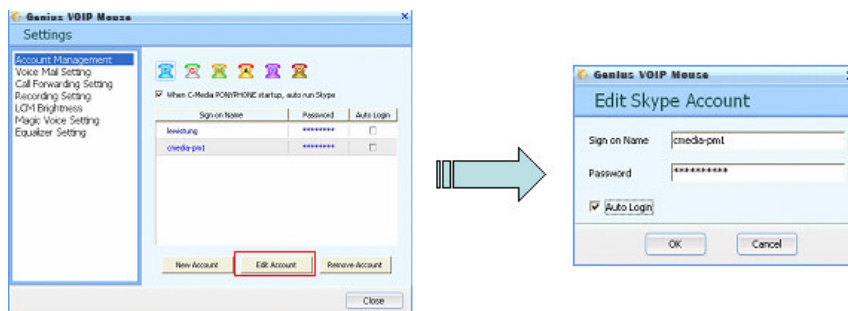 Genius VOIP Mouse
Settings
Account Management
Voice Mail Setting
Call Forwarding Setting
Recording Setting
LCM Brightness
Magic Voice Setting
Equalizer Setting
When C-Media PONYPHONE startup, auto run Skype
Sign on Name Password Auto Login
lewistung ********
cmedia-pm1 ********
New Account Edit Account Remove Account
Close
Genius VOIP Mouse
Edit Skype Account
Sign on Name cmedia-pm1
Password **********
Auto Login
OK Cancel